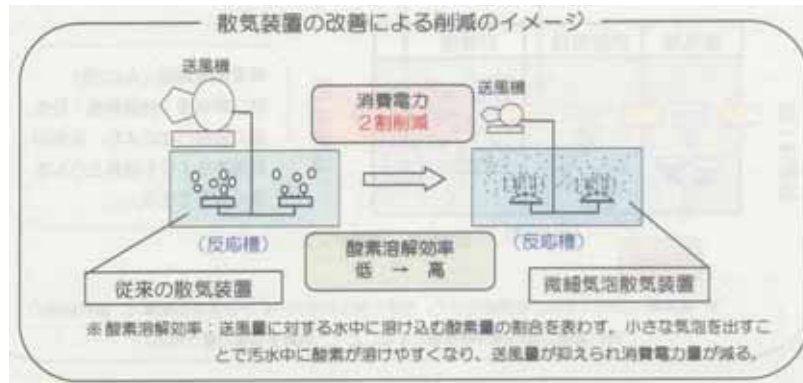 散気装置の改善による削減のイメージ
送風機
消費電力
2割削減
送風機
(反応槽)
酸素溶解効率
低 → 高
(反応槽)
従来の散気装置
微細気泡散気装置
※酸素溶解効率：送風量に対する水中に溶け込む酸素量の割合を表わす。小さな気泡を出すこ
とで汚水中に酸素が溶けやすくなり、送風量が抑えられ消費電力量が減る。